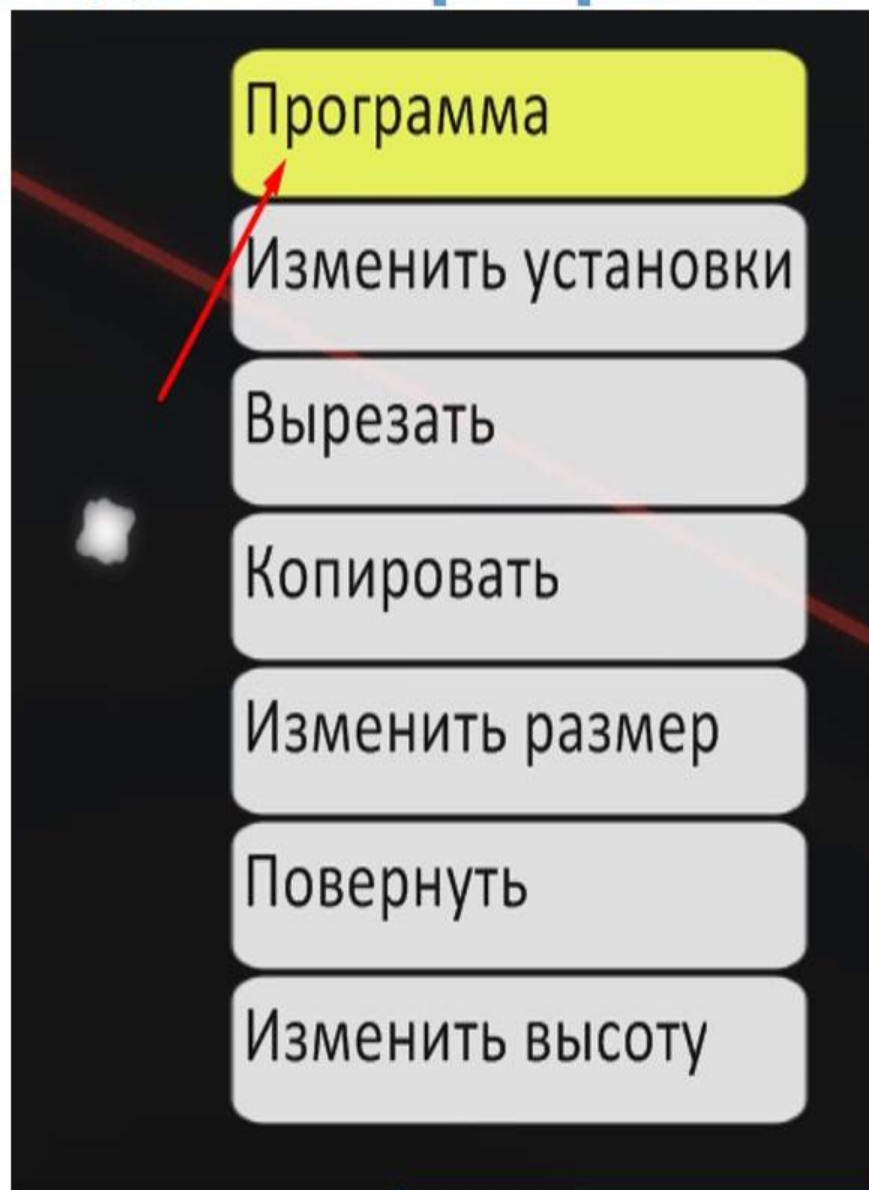 Программа
Изменить установки
Вырезать
Копировать
Изменить размер
Повернуть
Изменить высоту